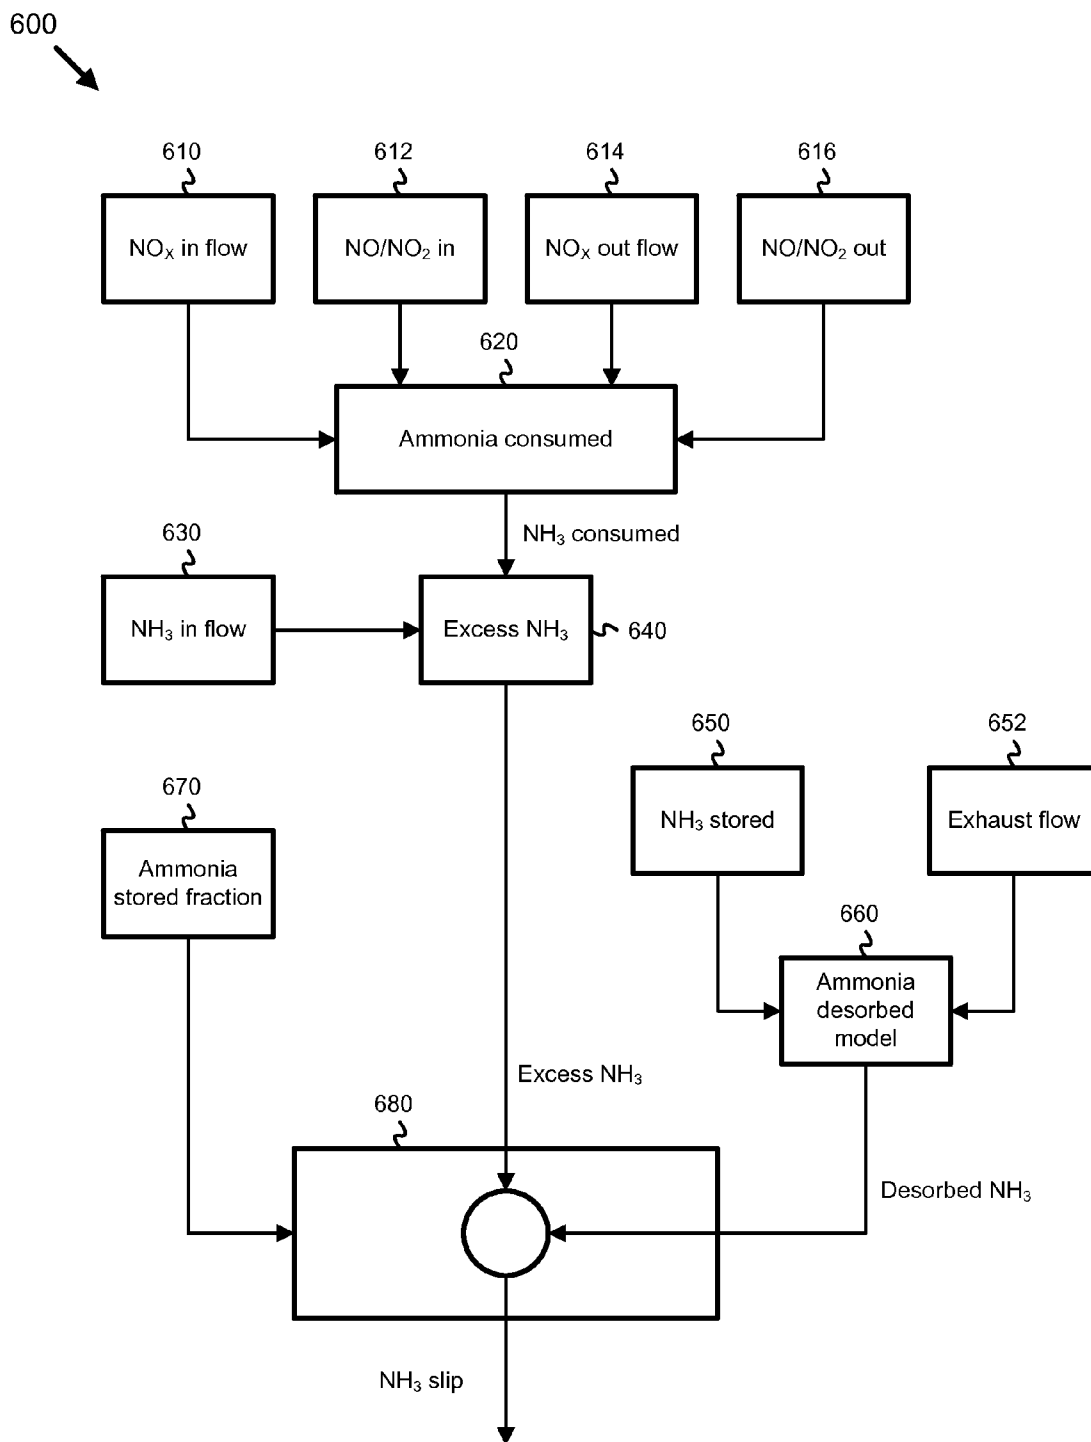 600
610
612
614
616
NOX in flow
NO/NO2 in
NOX out flow
NO/NO2 out
620
Ammonia consumed
NH3 consumed
630
NH3 in flow
Excess NH3
640
650
652
NH3 stored
Exhaust flow
670
Ammonia
stored fraction
660
Ammonia
desorbed
model
Excess NH3
680
Desorbed NH3
NH3 slip